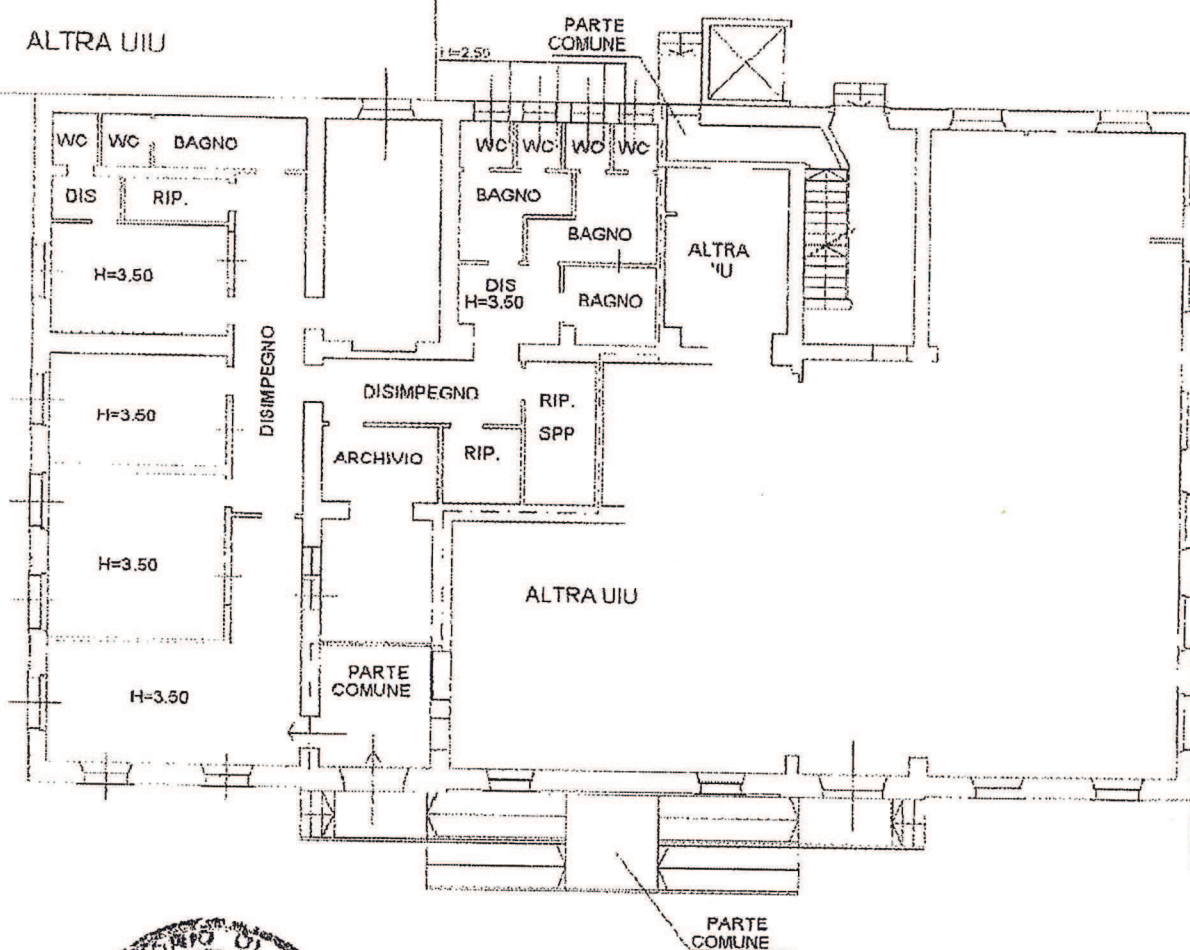 ALTRA UIU
PARTE
COMUNE
H=2.50
WC
WC
BAGNO
WC
WC
WC
WC
DIS
RIP.
BAGNO
BAGNO
ALTRA
H=3,50
DIS
H=3.50
BAGNO
DISIMPEGNO
DISIMPEGNO
RIP.
SPP
H=3.50
ARCHIVIO
RIP.
H=3.50
ALTRA UIU
PARTE
COMUNE
H=3.50
PARTE
COMUNE